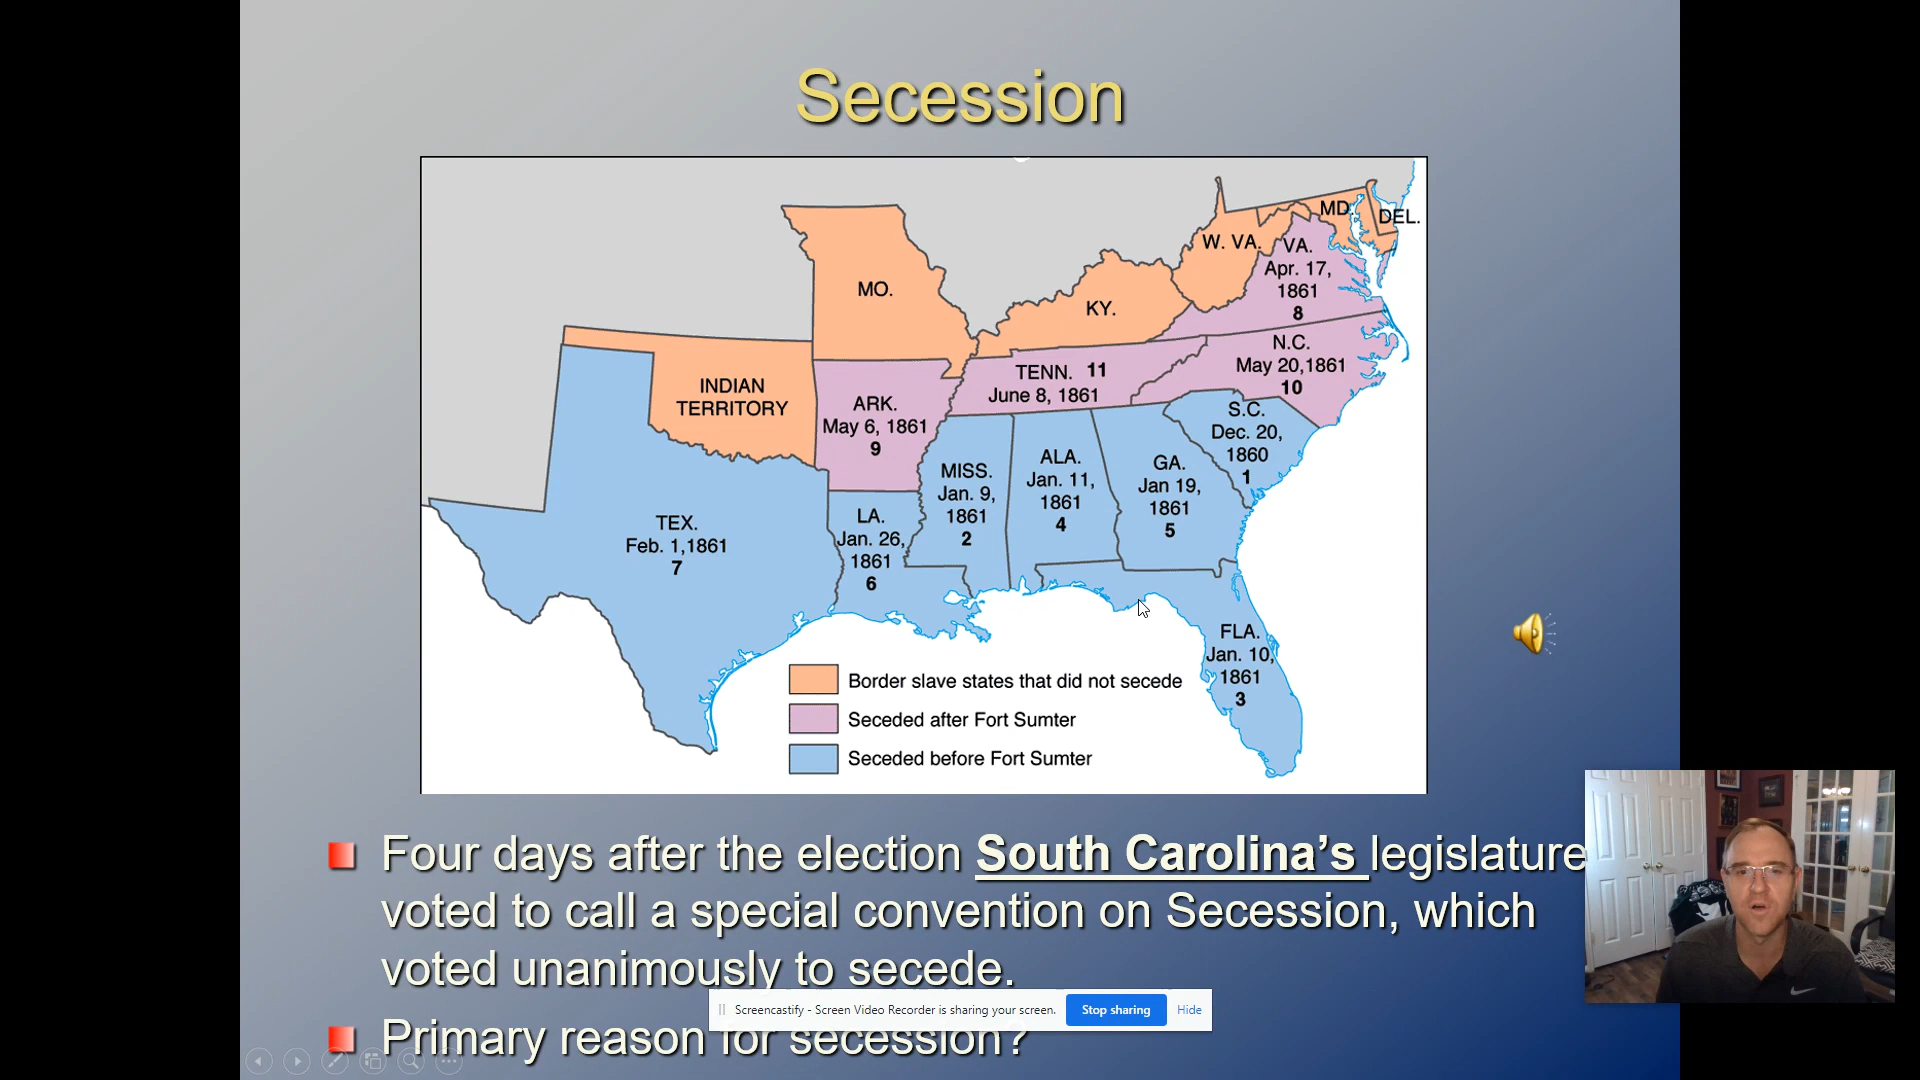 Secession
MD.
DEL.
W. VA.
VA.
Apr. 17,
1861
8
MO.
KY.
N.C.
May 20,1861
10
TENN. 11
June 8, 1861
INDIAN
TERRITORY
ARK.
May 6, 1861
9
S.C.
Dec. 20,
1860
1
MISS.
Jan. 9,
1861
2
ALA.
Jan. 11,
1861
4
GA.
Jan 19,
1861
5
TEX.
Feb. 1,1861
7
LA.
Jan. 26,
1861
6
FLA.
Jan. 10,
1861
3
Border slave states that did not secede
Seceded after Fort Sumter
Seceded before Fort Sumter
Four days after the election South Carolina’s legislature
voted to call a special convention on Secession, which
voted unanimously to secede.
Screencastify - Screen Video Recorder is sharing your screen. Stop sharing Hide
Primary reason for secession?